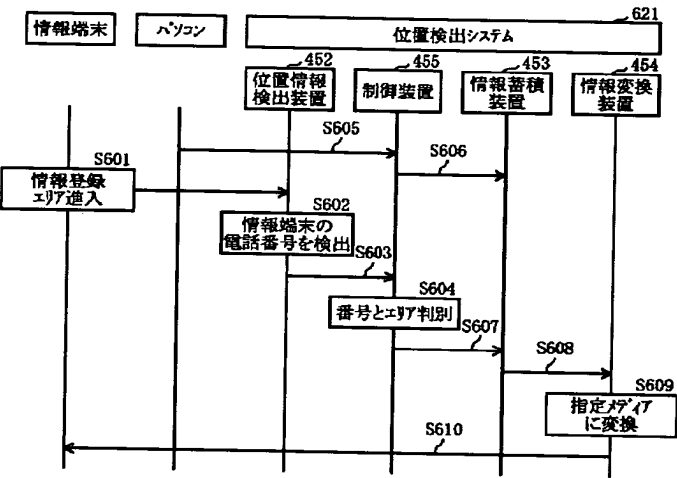 情報端末
パソコン
位置検出システム
621
452
位置情報
検出装置
455
制御装置
453
情報蓄積
装置
454
情報変換
装置
S605
S606
S601
情報登録
エリア進入
S602
情報端末の
電話番号を検出
S603
S604
番号とエリア判別
S607
S608
S609
指定メディア
に変換
S610